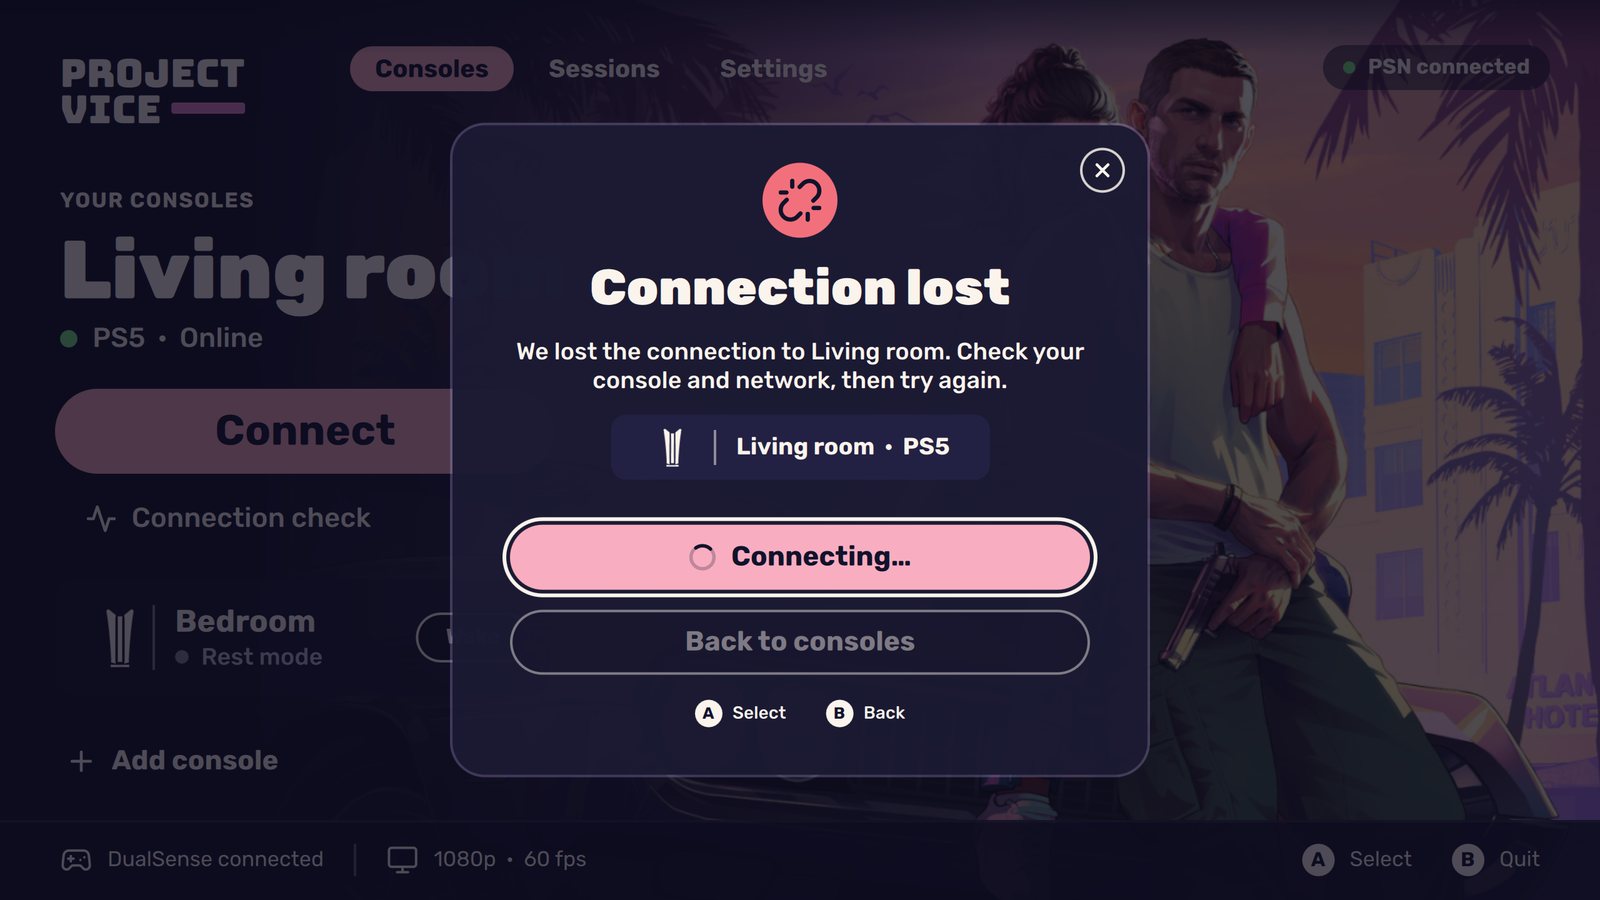 PROJECT
VICE
Consoles
Sessions
Settings
PSN connected
YOUR CONSOLES
Living roo
PS5 • Online
Connect
Connection check
Bedroom
Rest mode
Add console
Connection lost
We lost the connection to Living room. Check your
console and network, then try again.
Living room • PS5
Connecting...
Back to consoles
A Select
B Back
DualSense connected
1080p • 60 fps
A Select
B Quit
HOTE